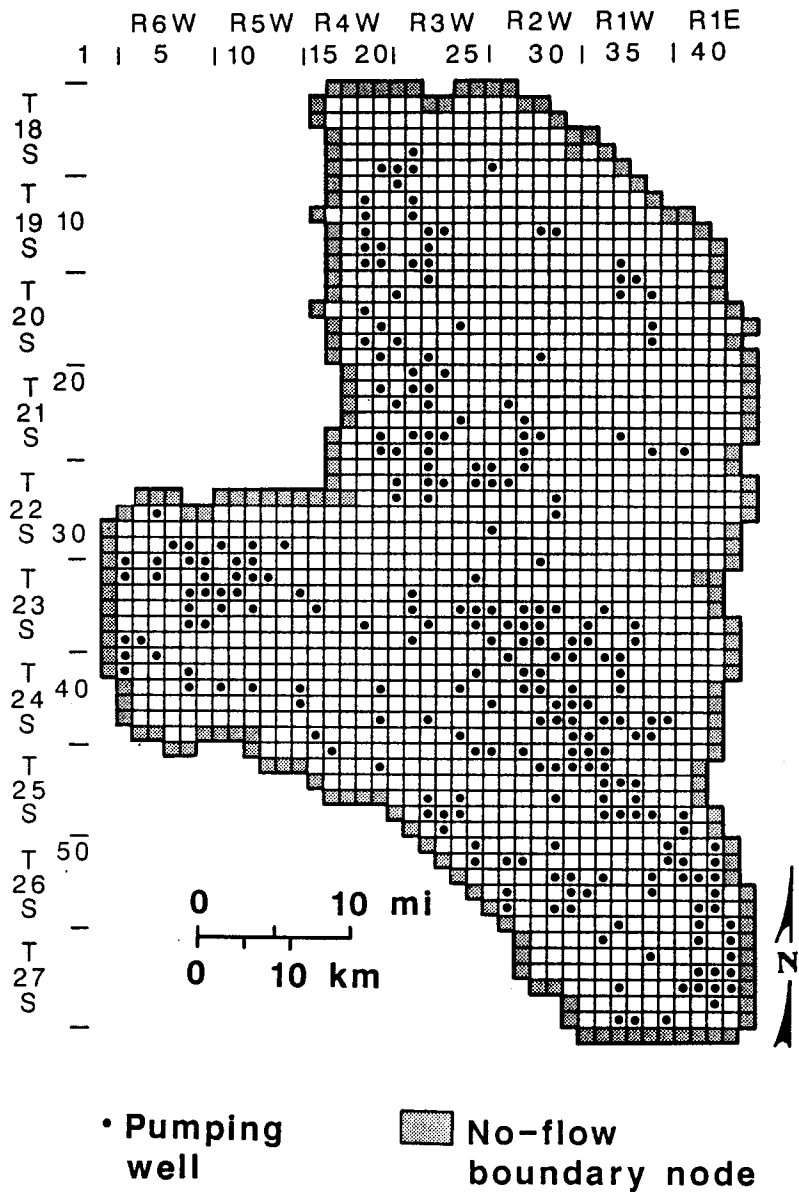 R6W R5W R4W R3W R2W R1W R1E
1 | 5 | 10 | 15 20 | 25 | 30 | 35 | 40
T 18 S
T 19 S 10
T 20 S
T 21 S 20
T 22 S 30
T 23 S
T 24 S 40
T 25 S
T 26 S 50
T 27 S
0 10 mi
0 10 km
N
• Pumping well
No-flow boundary node